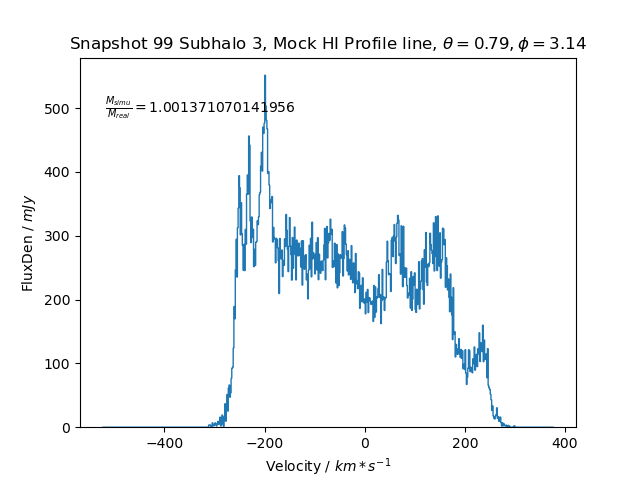 Snapshot 99 Subhalo 3, Mock HI Profile line, θ = 0.79, ϕ = 3.14
M_simu/M_real = 1.001371070141956
FluxDen / mJy
500
400
300
200
100
0
−400 −200 0 200 400
Velocity / km * s⁻¹